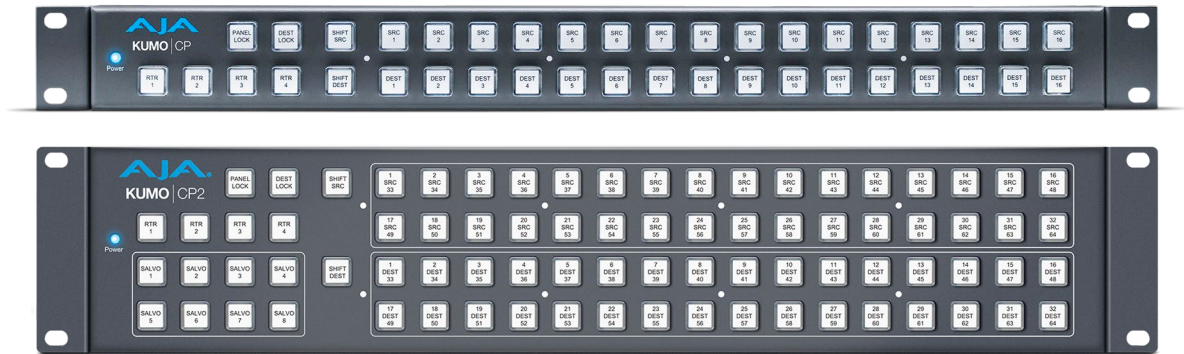 AJA
KUMO | CP
Power
PANEL LOCK DEST LOCK SHIFT SRC SRC 1 SRC 2 SRC 3 SRC 4 SRC 5 SRC 6 SRC 7 SRC 8 SRC 9 SRC 10 SRC 11 SRC 12 SRC 13 SRC 14 SRC 15 SRC 16
RTR 1 RTR 2 RTR 3 RTR 4 SHIFT DEST DEST 1 DEST 2 DEST 3 DEST 4 DEST 5 DEST 6 DEST 7 DEST 8 DEST 9 DEST 10 DEST 11 DEST 12 DEST 13 DEST 14 DEST 15 DEST 16
AJA.
KUMO | CP2
Power
PANEL LOCK DEST LOCK SHIFT SRC 1 SRC 33 2 SRC 34 3 SRC 35 4 SRC 36 5 SRC 37 6 SRC 38 7 SRC 39 8 SRC 40 9 SRC 41 10 SRC 42 11 SRC 43 12 SRC 44 13 SRC 45 14 SRC 46 15 SRC 47 16 SRC 48
RTR 1 RTR 2 RTR 3 RTR 4 17 SRC 49 18 SRC 50 19 SRC 51 20 SRC 52 21 SRC 53 22 SRC 54 23 SRC 55 24 SRC 56 25 SRC 57 26 SRC 58 27 SRC 59 28 SRC 60 29 SRC 61 30 SRC 62 31 SRC 63 32 SRC 64
SALVO 1 SALVO 2 SALVO 3 SALVO 4 SHIFT DEST 1 DEST 33 2 DEST 34 3 DEST 35 4 DEST 36 5 DEST 37 6 DEST 38 7 DEST 39 8 DEST 40 9 DEST 41 10 DEST 42 11 DEST 43 12 DEST 44 13 DEST 45 14 DEST 46 15 DEST 47 16 DEST 48
SALVO 5 SALVO 6 SALVO 7 SALVO 8 17 DEST 49 18 DEST 50 19 DEST 51 20 DEST 52 21 DEST 53 22 DEST 54 23 DEST 55 24 DEST 56 25 DEST 57 26 DEST 58 27 DEST 59 28 DEST 60 29 DEST 61 30 DEST 62 31 DEST 63 32 DEST 64